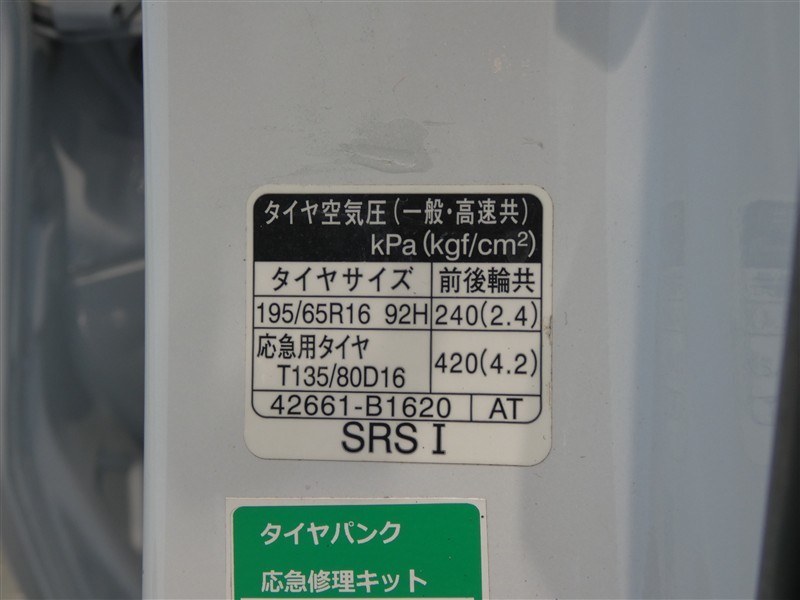 タイヤ空気圧(一般・高速共)
kPa(kgf/cm²)
タイヤサイズ 前後輪共
195/65R16 92H 240(2.4)
応急用タイヤ
T135/80D16 420(4.2)
42661-B1620 AT
SRS I
タイヤパンク
応急修理キット